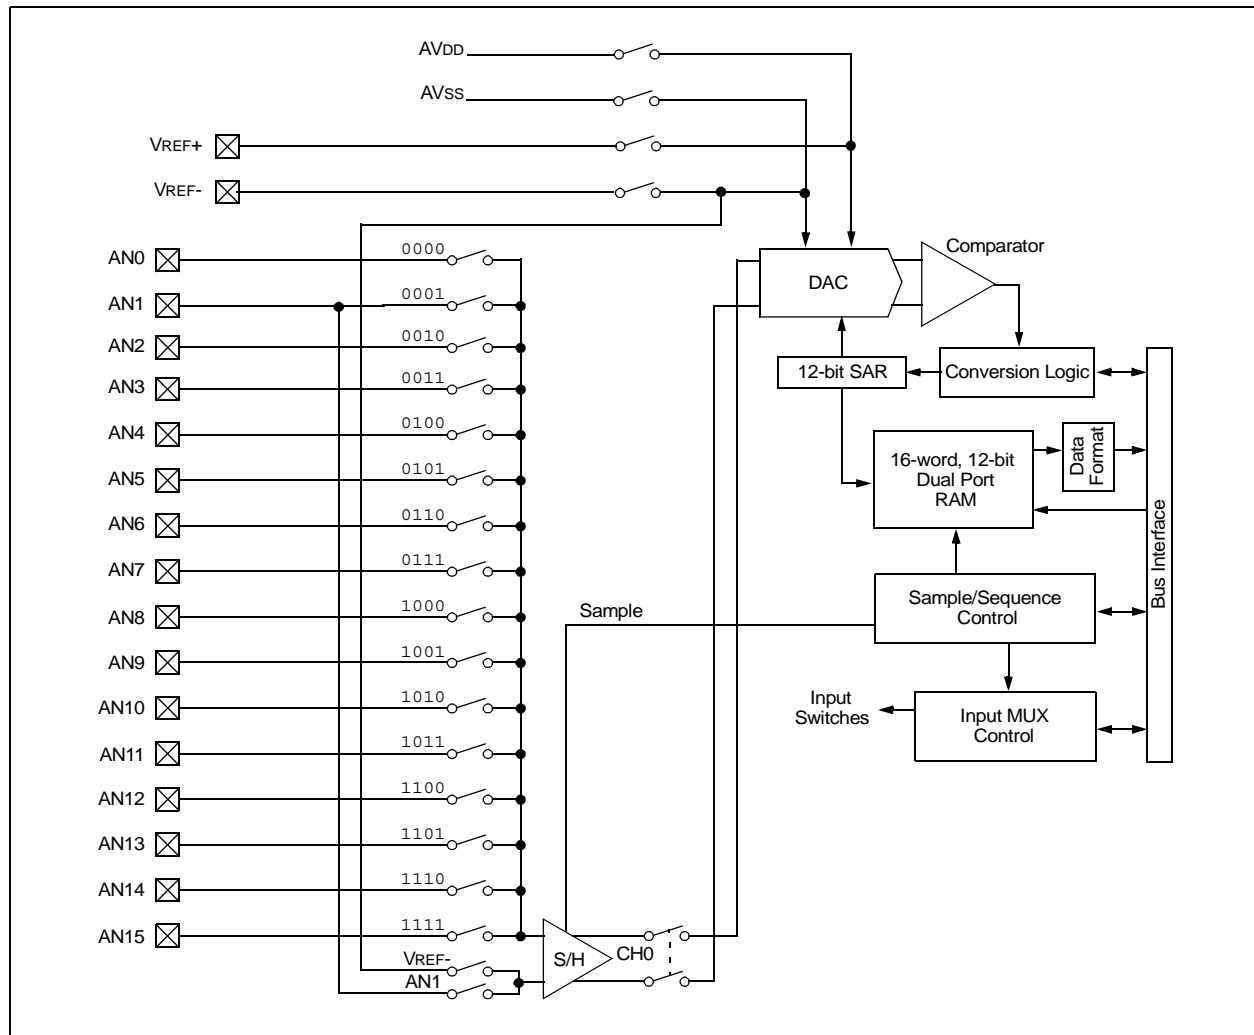 AVDD
AVSS
VREF+
VREF-
AN0
0000
AN1
0001
AN2
0010
AN3
0011
AN4
0100
AN5
0101
AN6
0110
AN7
0111
AN8
1000
AN9
1001
AN10
1010
AN11
1011
AN12
1100
AN13
1101
AN14
1110
AN15
1111
VREF-
AN1
S/H
CH0
Sample
DAC
Comparator
12-bit SAR
Conversion Logic
16-word, 12-bit
Dual Port
RAM
Data
Format
Sample/Sequence
Control
Input
Switches
Input MUX
Control
Bus Interface